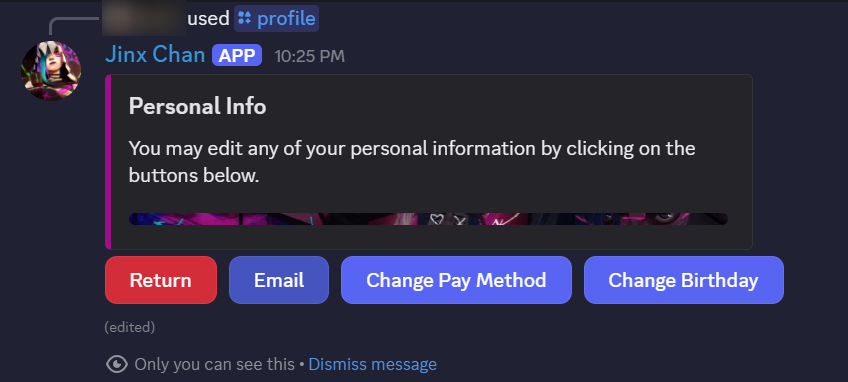 used profile
Jinx Chan APP 10:25 PM
Personal Info
You may edit any of your personal information by clicking on the
buttons below.
Return Email Change Pay Method Change Birthday
(edited)
Only you can see this • Dismiss message